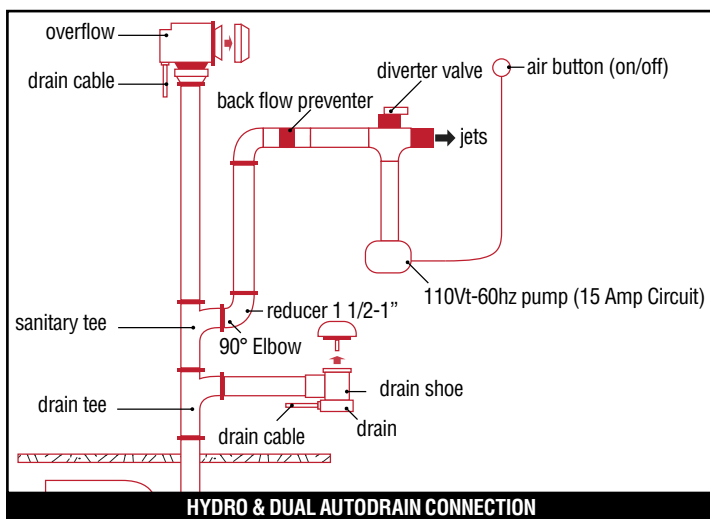 overflow
drain cable
diverter valve
air button (on/off)
back flow preventer
jets
110Vt-60hz pump (15 Amp Circuit)
reducer 1 1/2-1”
sanitary tee
90° Elbow
drain shoe
drain tee
drain cable
drain
HYDRO & DUAL AUTODRAIN CONNECTION